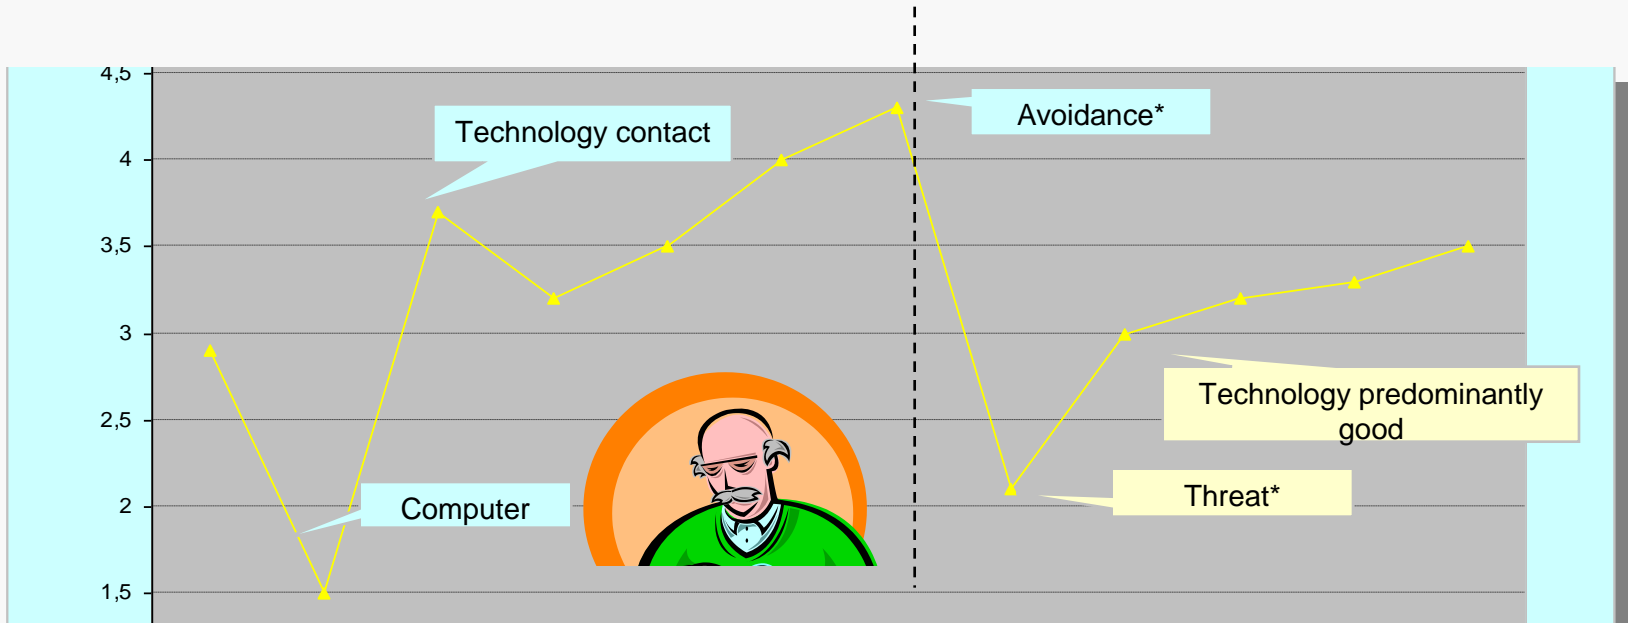 4,5
Avoidance*
Technology contact
4
3,5
3
Technology predominantly
good
2,5
Threat*
Computer
2
1,5